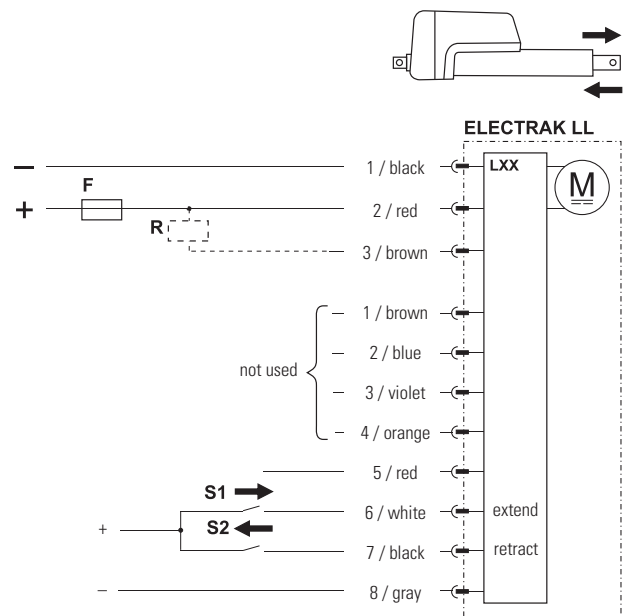 ELECTRAK LL
− 1 / black LXX
M
F
+ 2 / red
R
3 / brown
1 / brown
not used
2 / blue
3 / violet
4 / orange
5 / red
S1
6 / white extend
+ S2
7 / black retract
− 8 / gray